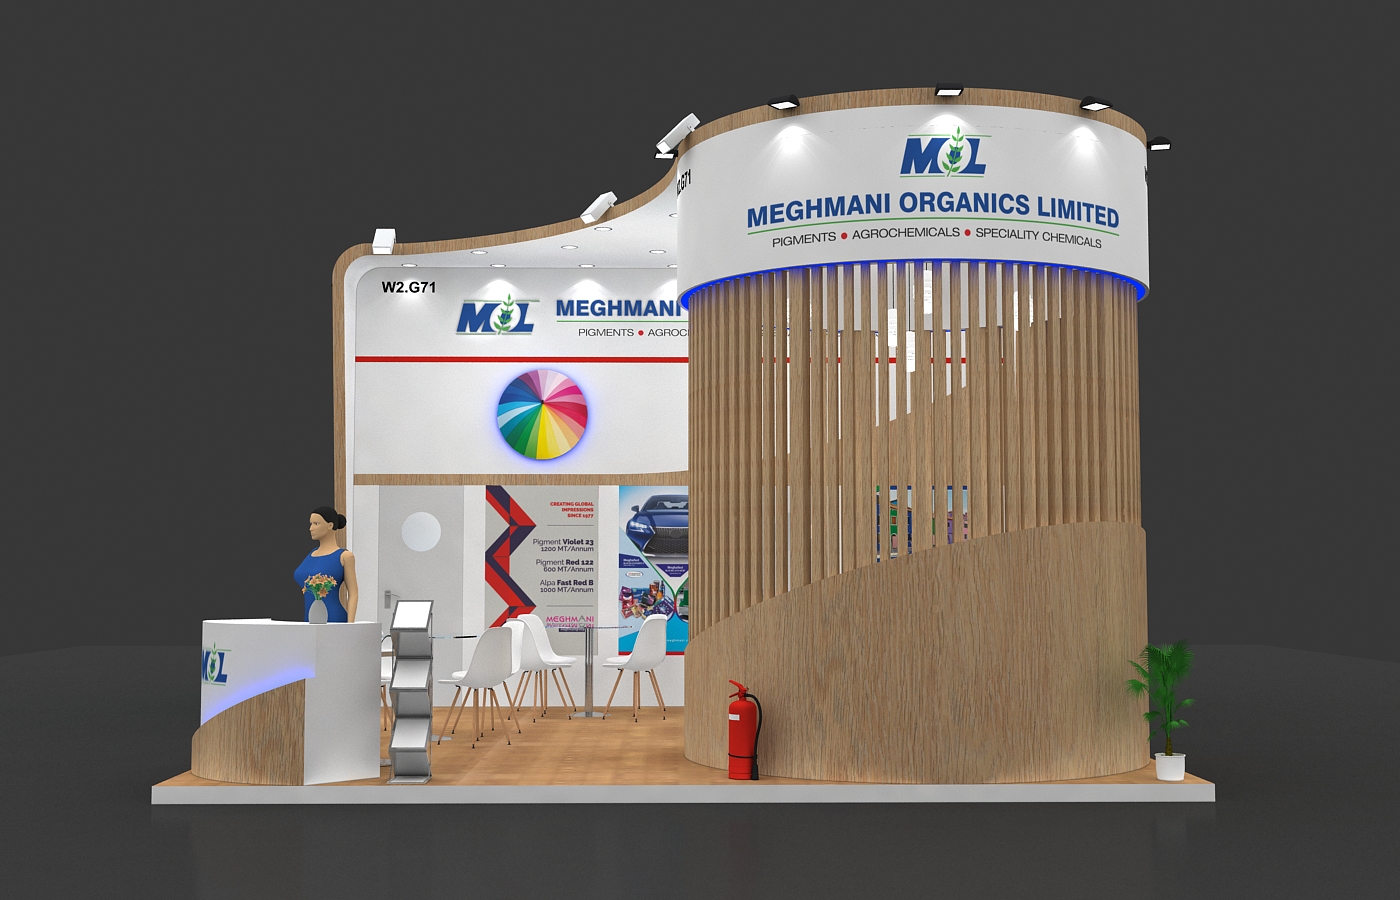 MOL
MEGHMANI ORGANICS LIMITED
PIGMENTS • AGROCHEMICALS • SPECIALITY CHEMICALS
W2.G71
MOL
MEGHMANI
PIGMENTS • AGROC
CREATING GLOBAL
IMPRESSIONS
SINCE 1977
Pigment Violet 23
1200 MT/Annum
Pigment Red 122
600 MT/Annum
Alpa Fast Red B
1000 MT/Annum
MEGHMANI
MOL